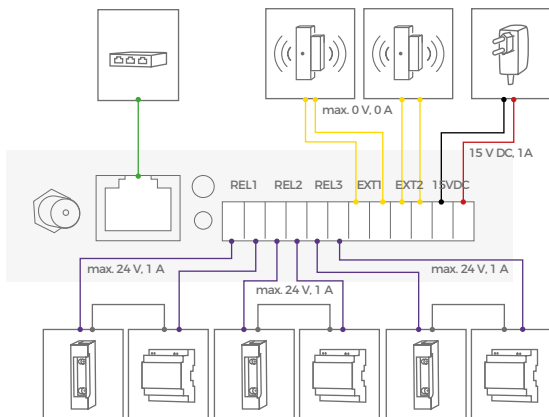 max. 0 V, 0 A
15 V DC, 1A
REL1 REL2 REL3 EXT1 EXT2 15VDC
max. 24 V, 1 A
max. 24 V, 1 A
max. 24 V, 1 A